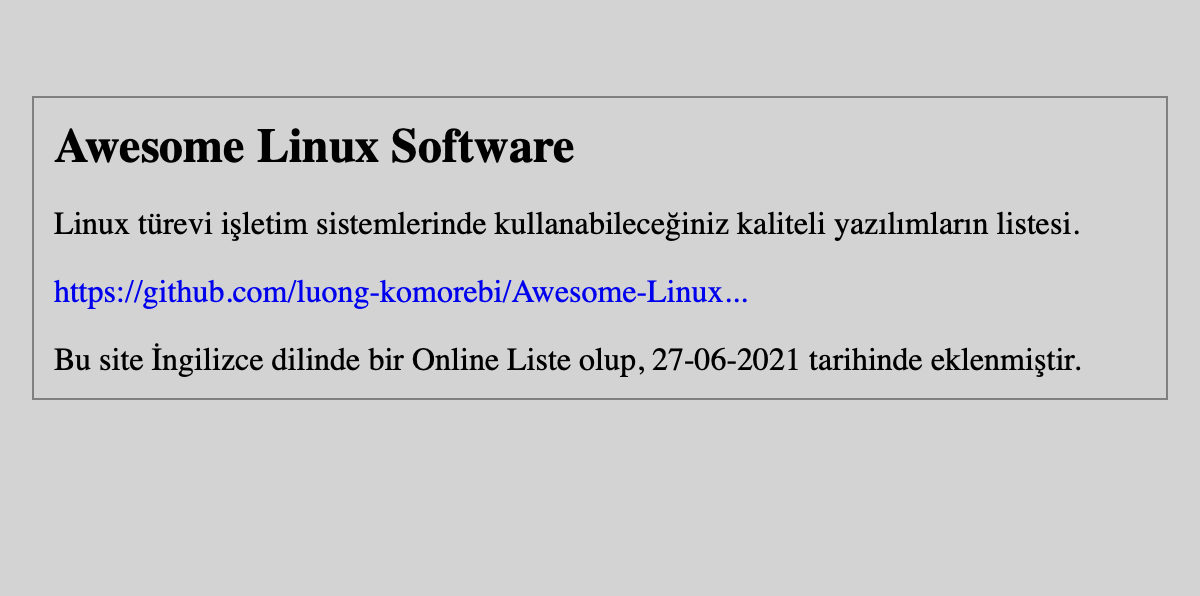 Awesome Linux Software
Linux türevi işletim sistemlerinde kullanabileceğiniz kaliteli yazılımların listesi.
https://github.com/luong-komorebi/Awesome-Linux...
Bu site İngilizce dilinde bir Online Liste olup, 27-06-2021 tarihinde eklenmiştir.